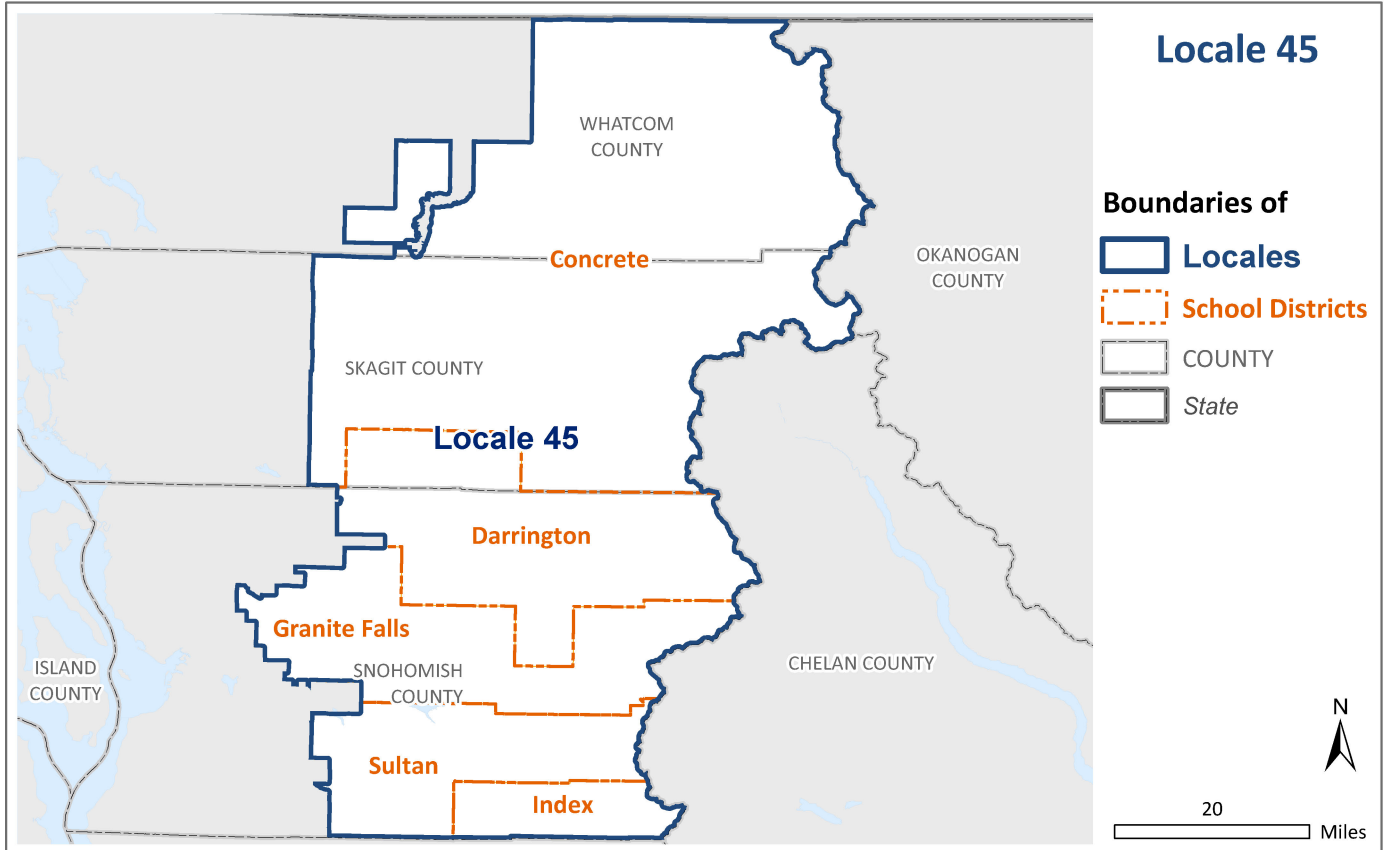 Locale 45
WHATCOM
COUNTY
Concrete
OKANOGAN
COUNTY
SKAGIT COUNTY
Locale 45
Darrington
Granite Falls
SNOHOMISH
COUNTY
ISLAND
COUNTY
CHELAN COUNTY
Sultan
Index
Boundaries of
Locales
School Districts
COUNTY
State
N
20
Miles